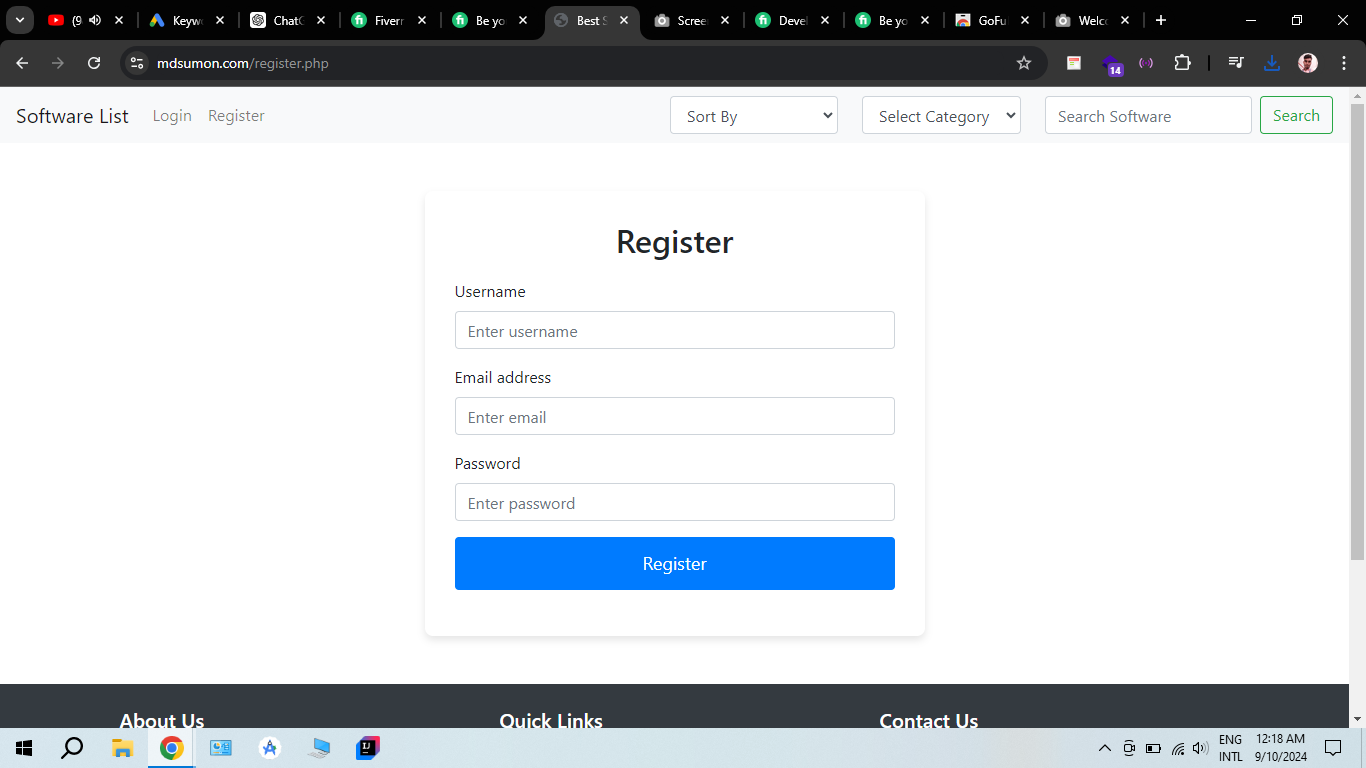 (9
Keyw
ChatG
Fiverr
Be yo
Best S
Scree
Devel
Be yo
GoFu
Welco
mdsumon.com/register.php
14
Software List Login Register Sort By Select Category Search Software Search
Register
Username
Enter username
Email address
Enter email
Password
Enter password
Register
About Us Quick Links Contact Us
ENG 12:18 AM
INTL 9/10/2024